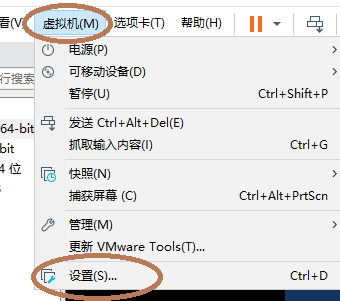 看(V) 虚拟机(M) 选项卡(T) 帮助(H)
电源(P)
行搜索
可移动设备(D)
暂停(U) Ctrl+Shift+P
64-bit
发送 Ctrl+Alt+Del(E)
bit
抓取输入内容(I) Ctrl+G
4 位
快照(N)
捕获屏幕 (C) Ctrl+Alt+PrtScn
管理(M)
更新 VMware Tools(T)...
设置(S)... Ctrl+D